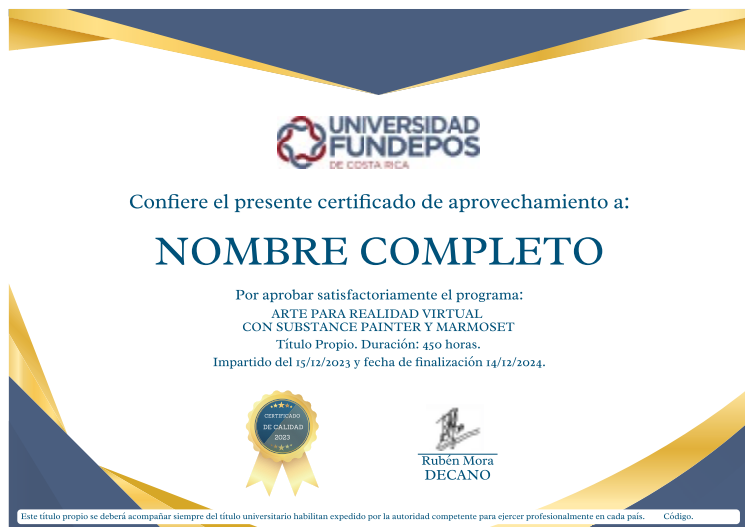 UNIVERSIDAD
FUNDEPOS
DE COSTA RICA
Confiere el presente certificado de aprovechamiento a:
NOMBRE COMPLETO
Por aprobar satisfactoriamente el programa:
ARTE PARA REALIDAD VIRTUAL
CON SUBSTANCE PAINTER Y MARMOSET
Título Propio. Duración: 450 horas.
Impartido del 15/12/2023 y fecha de finalización 14/12/2024.
CERTIFICADO
DE CALIDAD
2023
Rubén Mora
DECANO
Este título propio se deberá acompañar siempre del título universitario habilitan expedido por la autoridad competente para ejercer profesionalmente en cada país. Código.